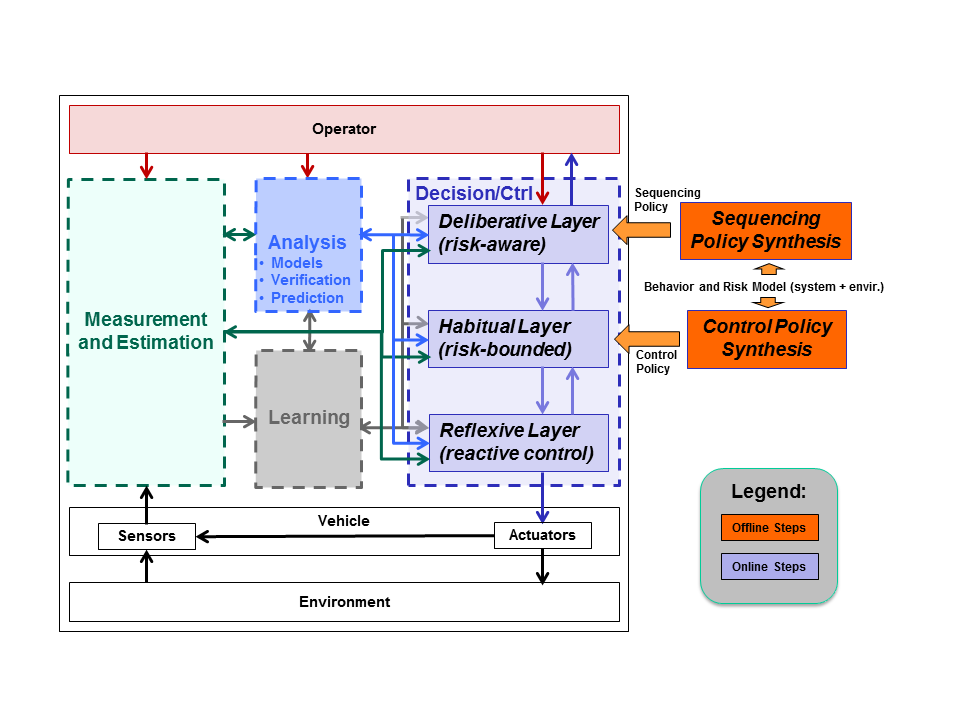 Operator
Decision/Ctrl
Deliberative Layer
(risk-aware)
Analysis
• Models
• Verification
• Prediction
Measurement
and Estimation
Habitual Layer
(risk-bounded)
Learning
Reflexive Layer
(reactive control)
Vehicle
Sensors
Actuators
Environment
Sequencing
Policy
Sequencing
Policy Synthesis
Behavior and Risk Model (system + envir.)
Control Policy
Synthesis
Control
Policy
Legend:
Offline Steps
Online Steps